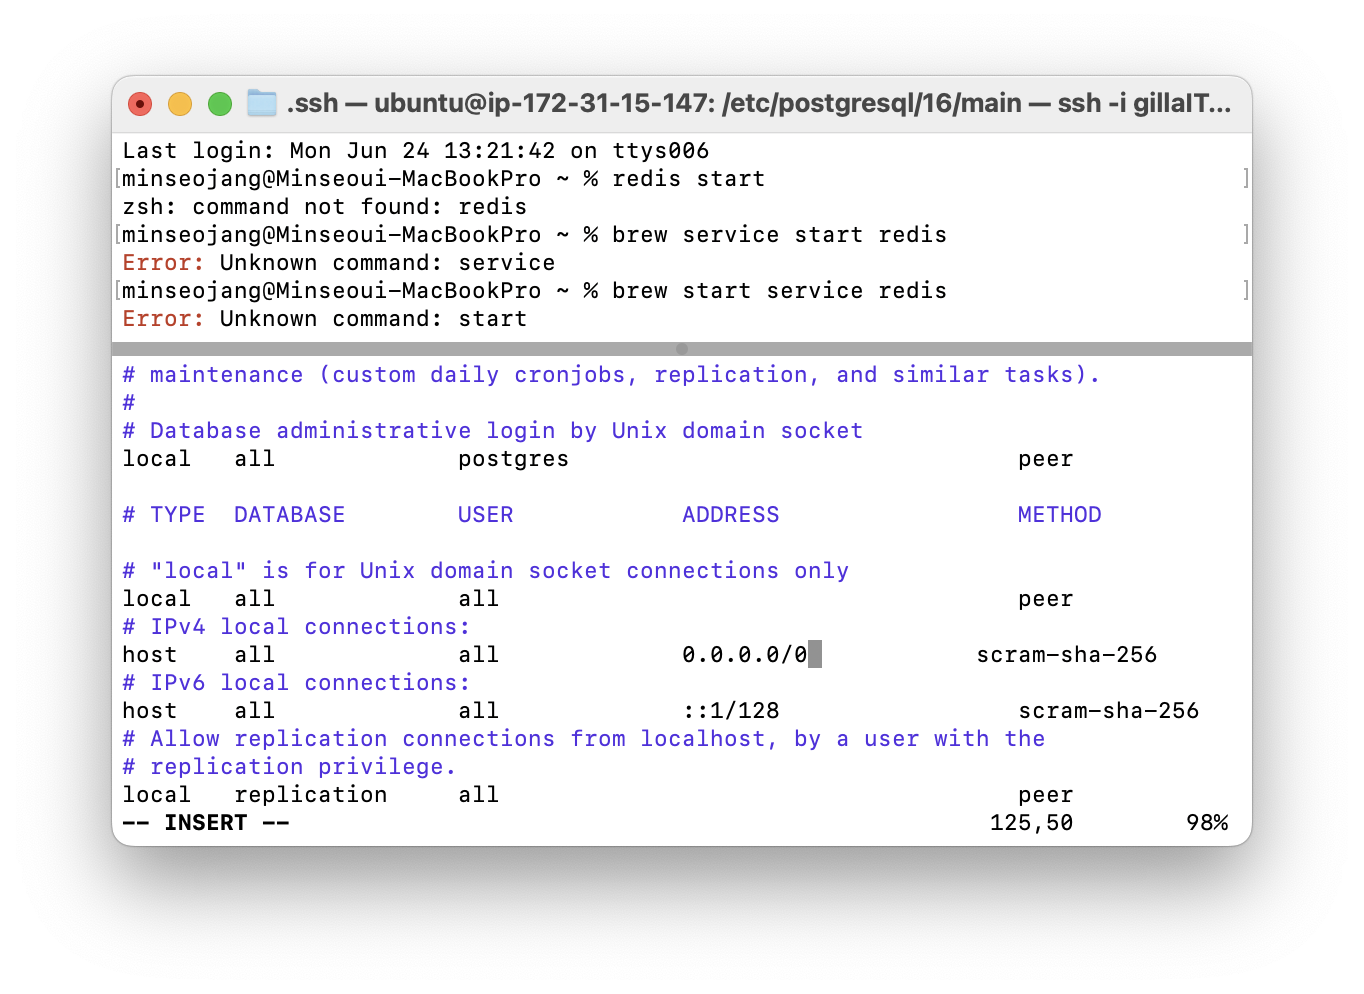 .ssh — ubuntu@ip-172-31-15-147: /etc/postgresql/16/main — ssh -i gillaIT...
Last login: Mon Jun 24 13:21:42 on ttys006
[minseojang@Minseoui-MacBookPro ~ % redis start ]
zsh: command not found: redis
[minseojang@Minseoui-MacBookPro ~ % brew service start redis ]
Error: Unknown command: service
[minseojang@Minseoui-MacBookPro ~ % brew start service redis ]
Error: Unknown command: start
# maintenance (custom daily cronjobs, replication, and similar tasks).
#
# Database administrative login by Unix domain socket
local   all             postgres                                peer
# TYPE  DATABASE        USER            ADDRESS                 METHOD
# "local" is for Unix domain socket connections only
local   all             all                                     peer
# IPv4 local connections:
host    all             all             0.0.0.0/0            scram-sha-256
# IPv6 local connections:
host    all             all             ::1/128                 scram-sha-256
# Allow replication connections from localhost, by a user with the
# replication privilege.
local   replication     all                                     peer
-- INSERT --                                                  125,50        98%